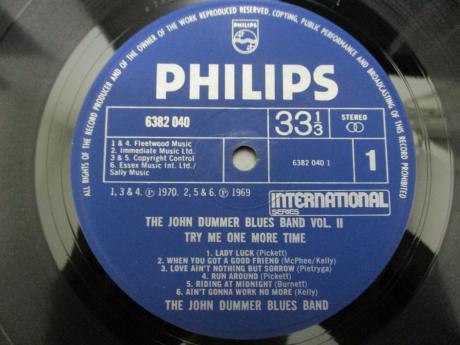 ALL RIGHTS OF THE RECORD PRODUCER AND OF THE OWNER OF THE WORK REPRODUCED RESERVED. COPYING, PUBLIC PERFORMANCE AND BROADCASTING OF THIS RECORD PROHIBITED
PHILIPS
PHILIPS
6382 040
33 1/3
STEREO
1 & 4. Fleetwood Music
2. Immediate Music Ltd.
3 & 5. Copyright Control
6. Essex Music Int. Ltd./
Sally Music
6382 040 1
1
1, 3 & 4. ℗ 1970. 2, 5 & 6. ℗ 1969
INTERNATIONAL
SERIES
THE JOHN DUMMER BLUES BAND VOL. II
TRY ME ONE MORE TIME
1. LADY LUCK (Pickett)
2. WHEN YOU GOT A GOOD FRIEND (McPhee/Kelly)
3. LOVE AIN'T NOTHING BUT SORROW (Pietryga)
4. RUN AROUND (Pickett)
5. RIDING AT MIDNIGHT (Burnett)
6. AIN'T GONNA WORK NO MORE (Kelly)
THE JOHN DUMMER BLUES BAND